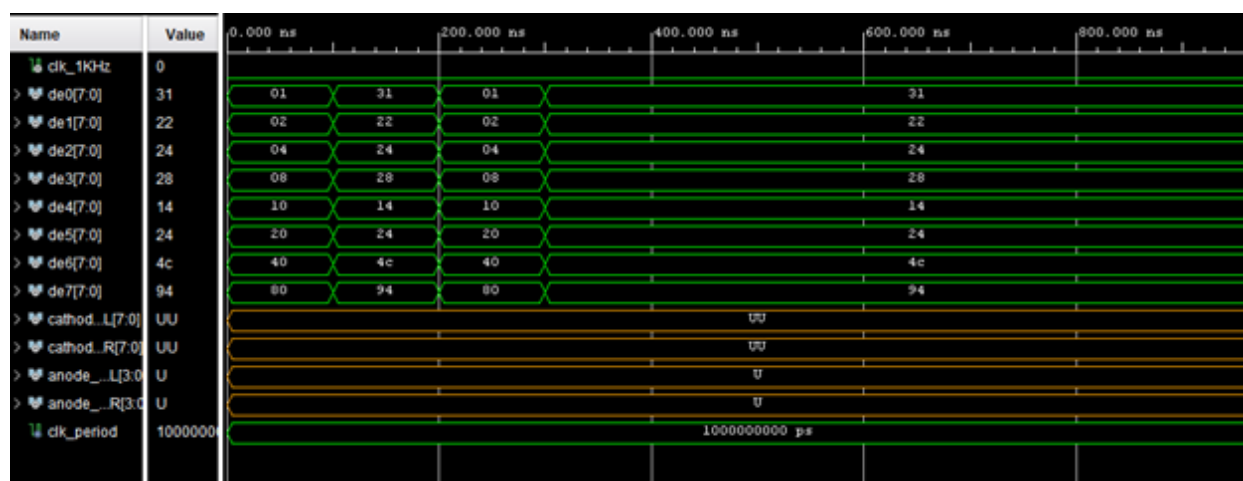 Name Value 0.000 ns 200.000 ns 400.000 ns 600.000 ns 800.000 ns
clk_1KHz 0
de0[7:0] 31 01 31 01 31
de1[7:0] 22 02 22 02 22
de2[7:0] 24 04 24 04 24
de3[7:0] 28 08 28 08 28
de4[7:0] 14 10 14 10 14
de5[7:0] 24 20 24 20 24
de6[7:0] 4c 40 4c 40 4c
de7[7:0] 94 80 94 80 94
cathod...L[7:0] UU UU
cathod...R[7:0] UU UU
anode_...L[3:0 U U
anode_...R[3:0 U U
clk_period 10000000 1000000000 ps